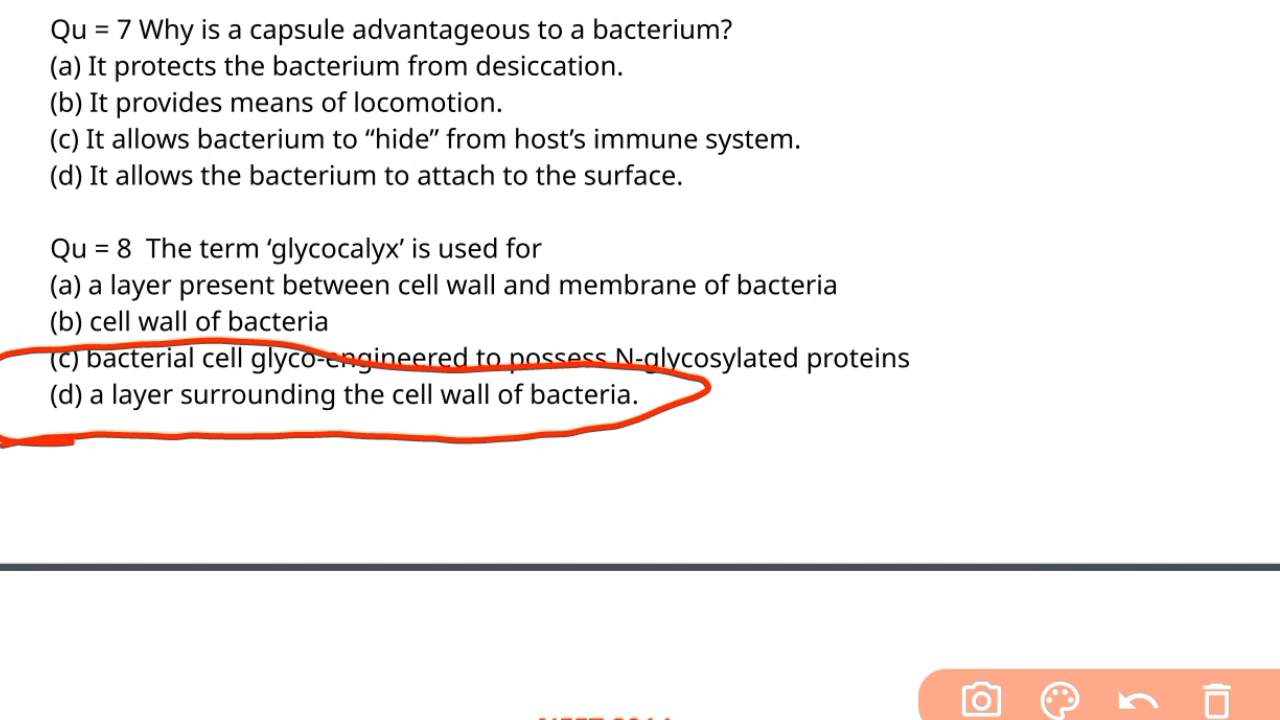 Qu = 7 Why is a capsule advantageous to a bacterium?
(a) It protects the bacterium from desiccation.
(b) It provides means of locomotion.
(c) It allows bacterium to “hide” from host’s immune system.
(d) It allows the bacterium to attach to the surface.
Qu = 8  The term ‘glycocalyx’ is used for
(a) a layer present between cell wall and membrane of bacteria
(b) cell wall of bacteria
(c) bacterial cell glyco-engineered to possess N-glycosylated proteins
(d) a layer surrounding the cell wall of bacteria.